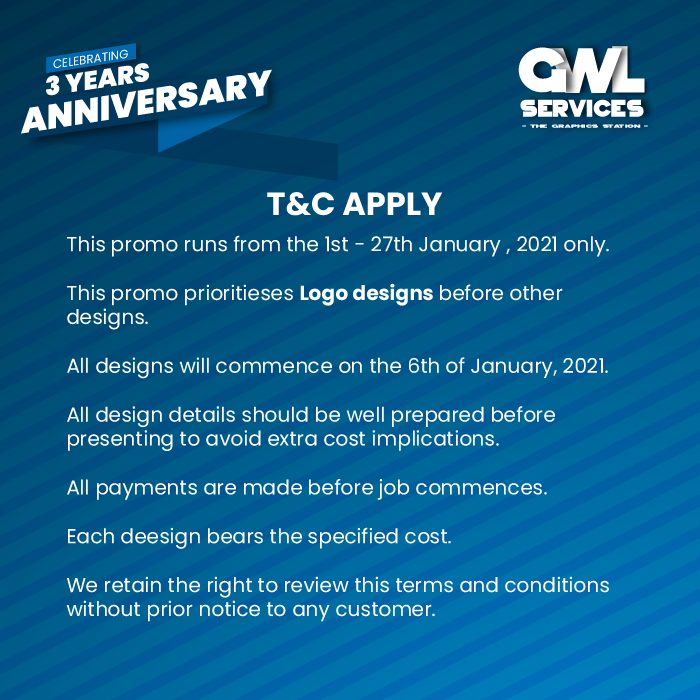 CELEBRATING
3 YEARS
ANNIVERSARY
GWL
SERVICES
- THE GRAPHICS STATION -
T&C APPLY
This promo runs from the 1st - 27th January , 2021 only.
This promo prioritieses Logo designs before other
designs.
All designs will commence on the 6th of January, 2021.
All design details should be well prepared before
presenting to avoid extra cost implications.
All payments are made before job commences.
Each deesign bears the specified cost.
We retain the right to review this terms and conditions
without prior notice to any customer.